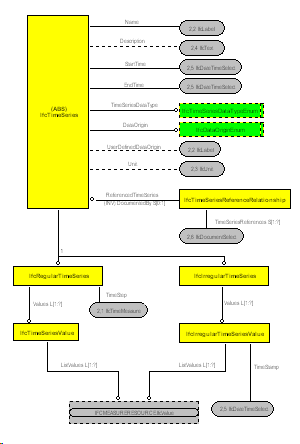 Name
2.2 IfcLabel
Description
2.4 IfcText
StartTime
2.5 IfcDateTimeSelect
(ABS)
IfcTimeSeries
EndTime
2.5 IfcDateTimeSelect
TimeSeriesDataType
IfcTimeSeriesDataTypeEnum
DataOrigin
IfcDataOriginEnum
UserDefinedDataOrigin
2.2 IfcLabel
Unit
2.3 IfcUnit
ReferencedTimeSeries
(INV) DocumentedBy S[0:1]
IfcTimeSeriesReferenceRelationship
TimeSeriesReferences S[1:?]
2.6 IfcDocumentSelect
1
IfcRegularTimeSeries
IfcIrregularTimeSeries
Values L[1:?]
TimeStep
2.1 IfcTimeMeasure
Values L[1:?]
IfcTimeSeriesValue
IfcIrregularTimeSeriesValue
ListValues L[1:?]
ListValues L[1:?]
TimeStamp
IFCMEASURERESOURCE.IfcValue
2.5 IfcDateTimeSelect